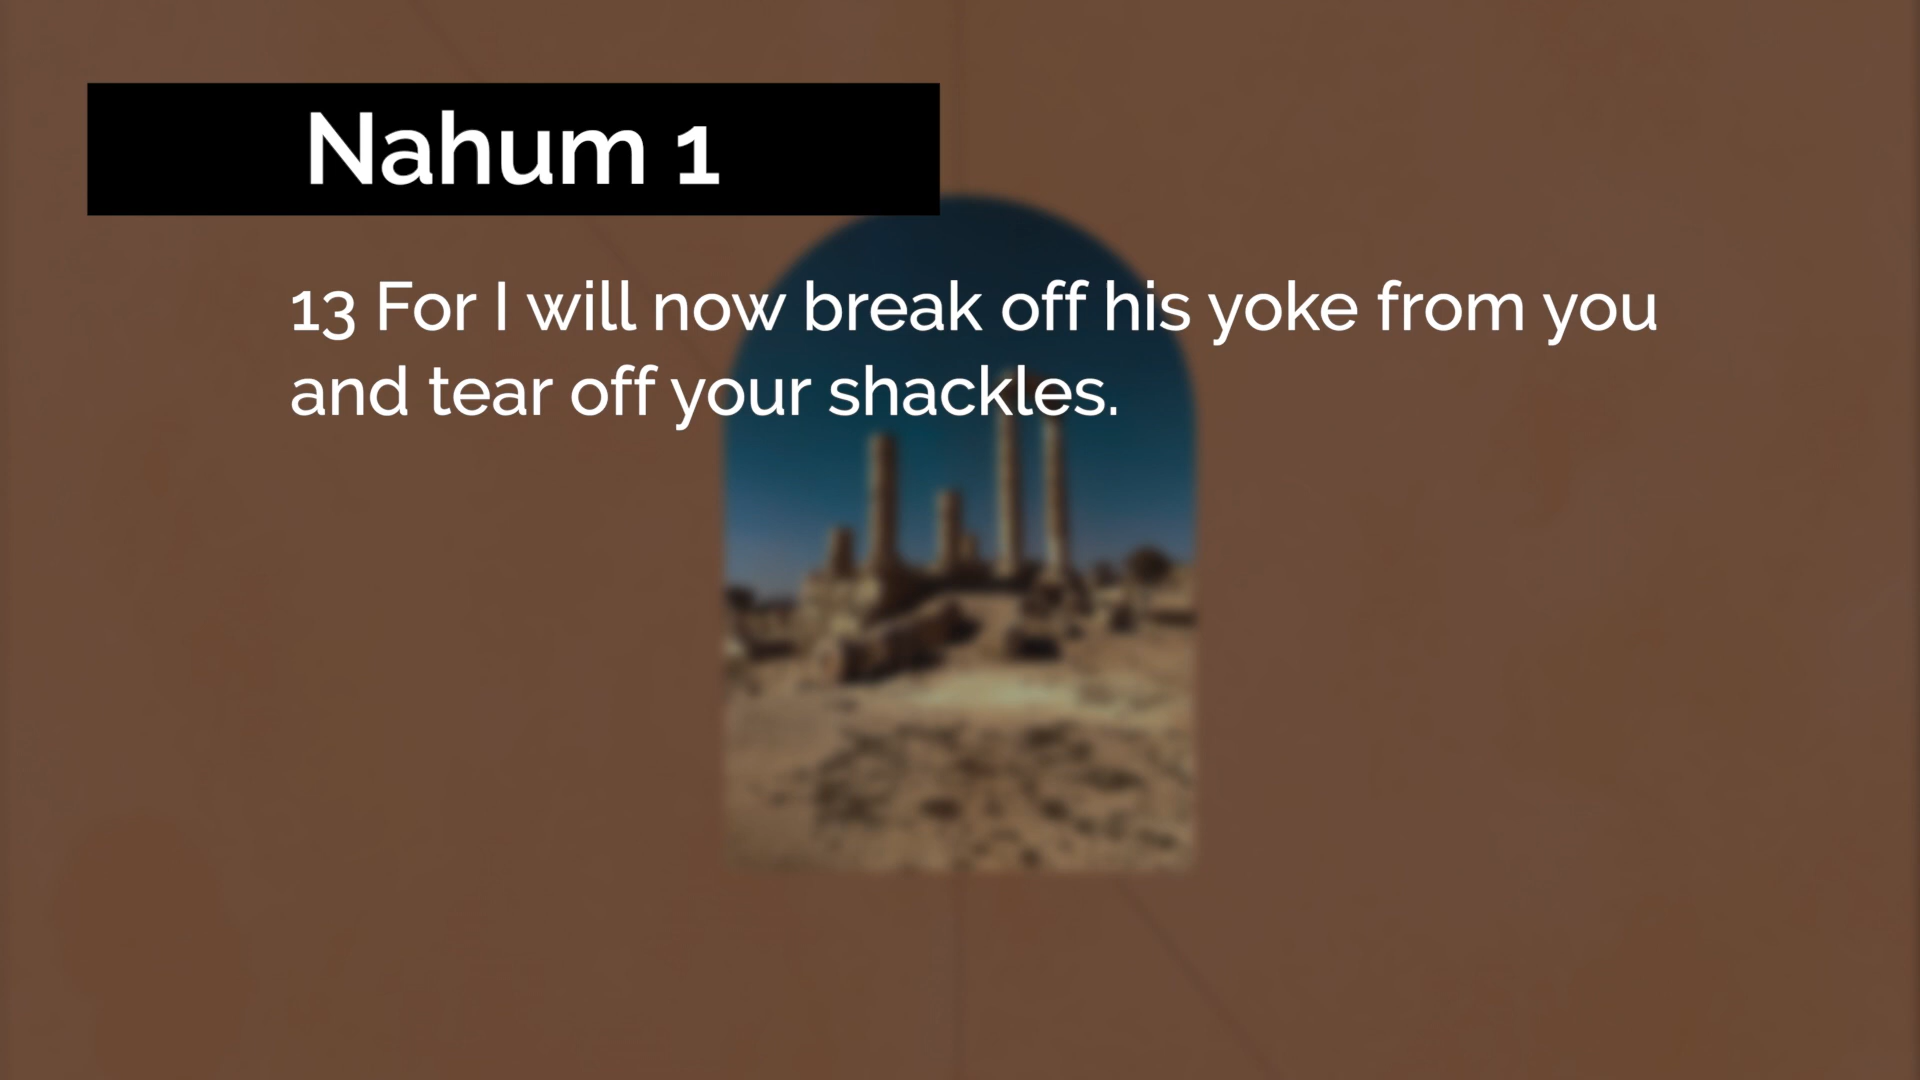 Nahum 1
13 For I will now break off his yoke from you
and tear off your shackles.